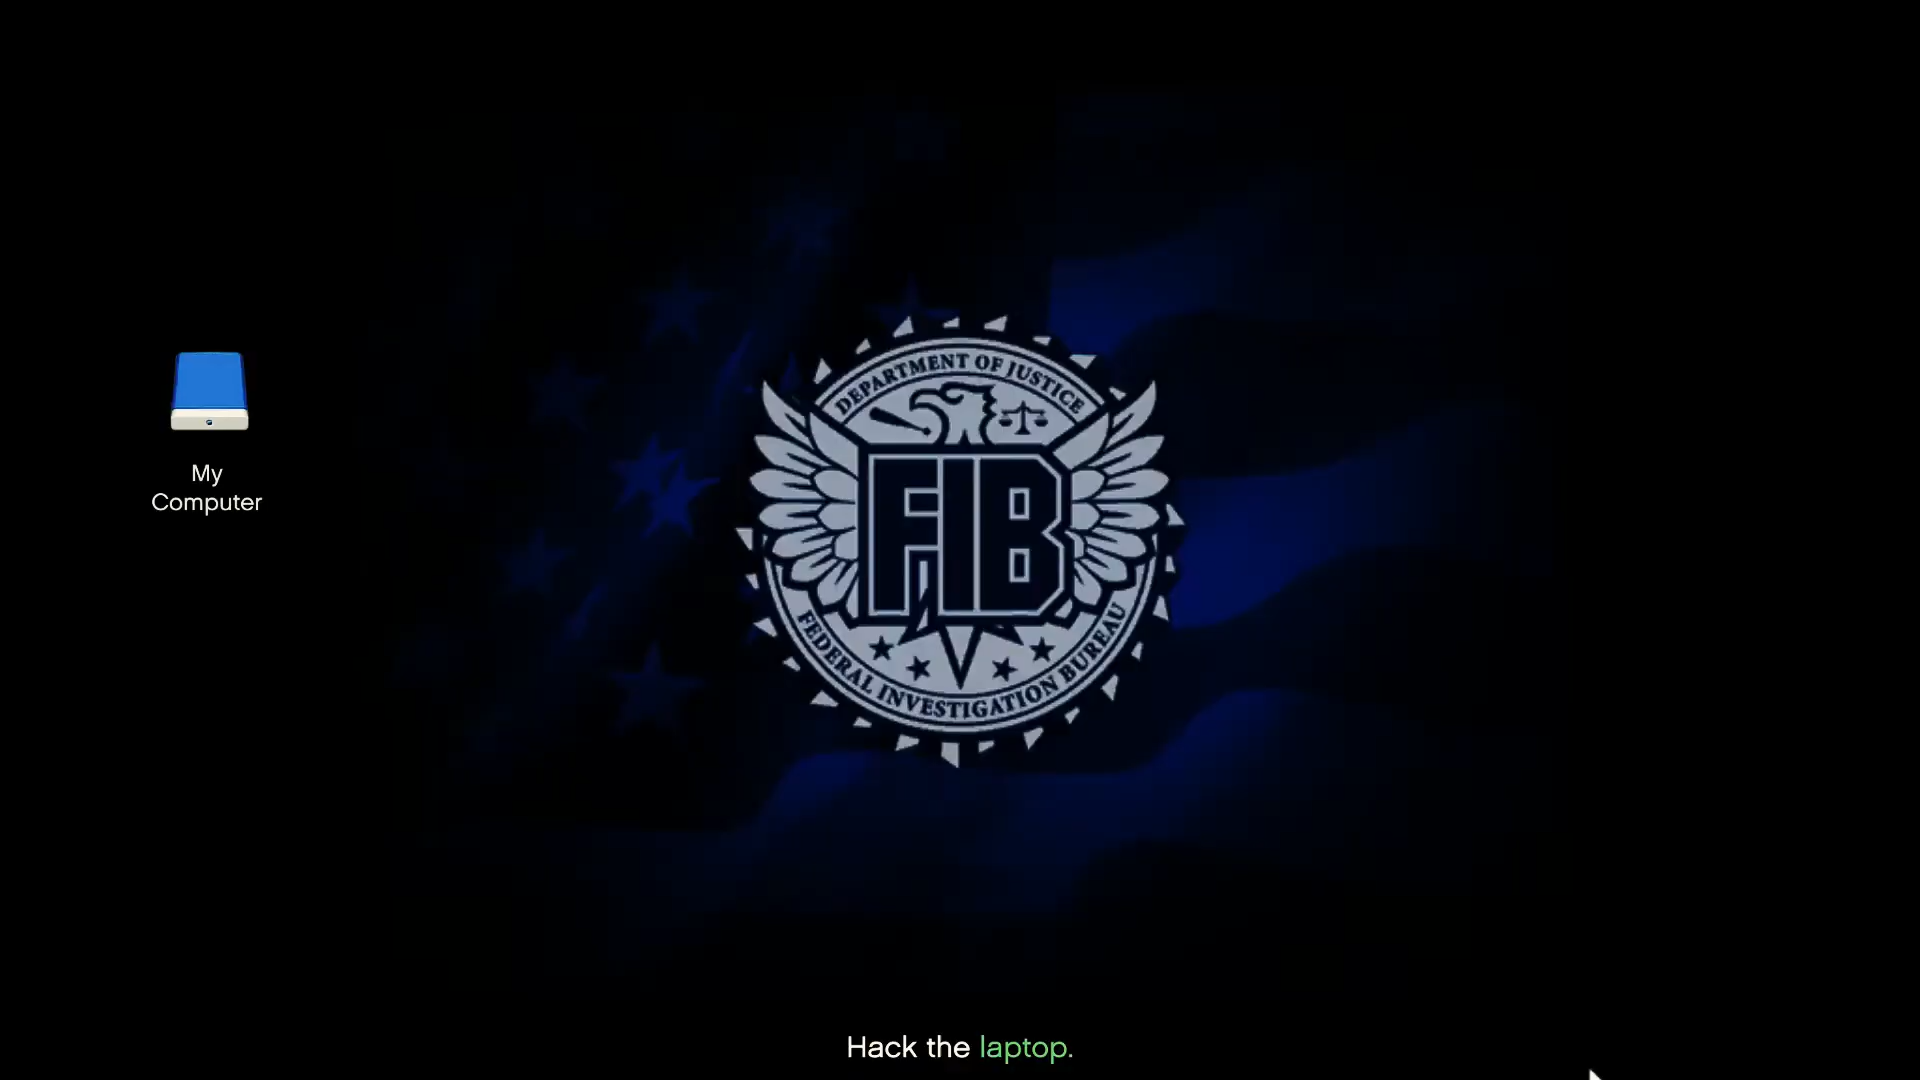 DEPARTMENT OF JUSTICE
FIB
FEDERAL INVESTIGATION BUREAU
My
Computer
Hack the laptop.